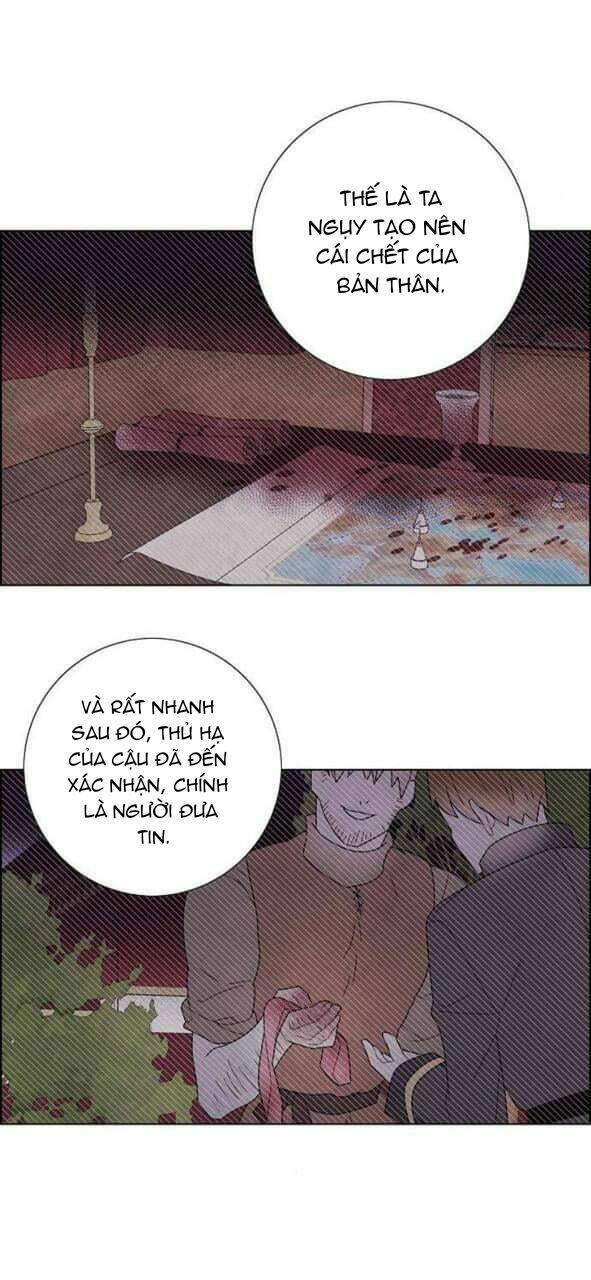 THẾ LÀ TA
NGỤY TẠO NÊN
CÁI CHẾT CỦA
BẢN THÂN.
VÀ RẤT NHANH
SAU ĐÓ, THỦ HẠ
CỦA CẬU ĐÃ ĐẾN
XÁC NHẬN, CHÍNH
LÀ NGƯỜI ĐƯA
TIN.